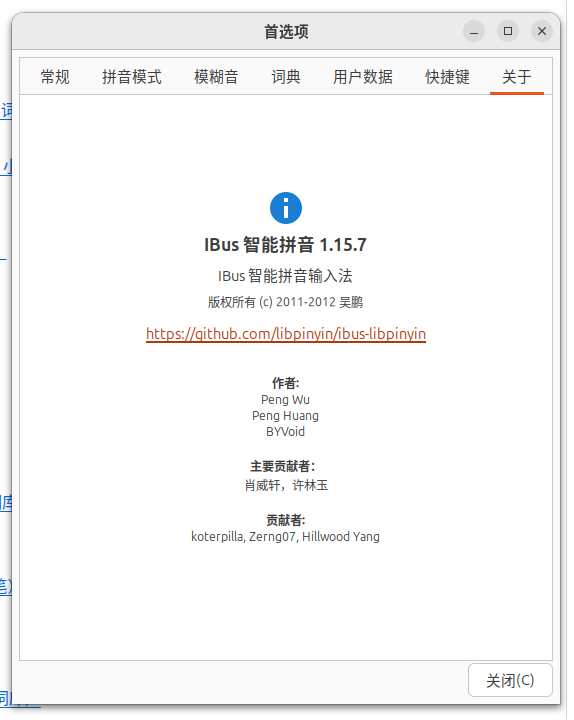 首选项
常规 拼音模式 模糊音 词典 用户数据 快捷键 关于
IBus 智能拼音 1.15.7
IBus 智能拼音输入法
版权所有 (c) 2011-2012 吴鹏
https://github.com/libpinyin/ibus-libpinyin
作者:
Peng Wu
Peng Huang
BYVoid
主要贡献者：
肖威轩，许林玉
贡献者:
koterpilla, Zerng07, Hillwood Yang
关闭(C)